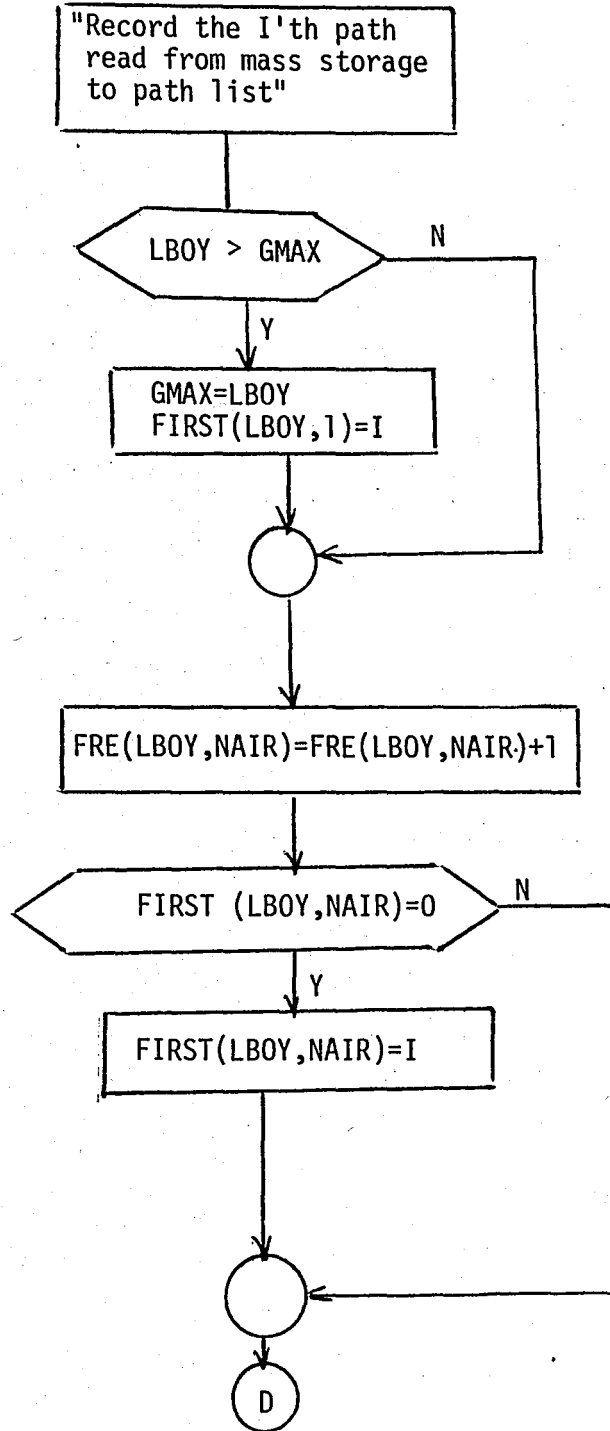 "Record the I'th path
read from mass storage
to path list"
LBOY > GMAX
N
Y
GMAX=LBOY
FIRST(LBOY,1)=I
FRE(LBOY,NAIR)=FRE(LBOY,NAIR)+1
FIRST (LBOY,NAIR)=0
N
Y
FIRST(LBOY,NAIR)=I
D